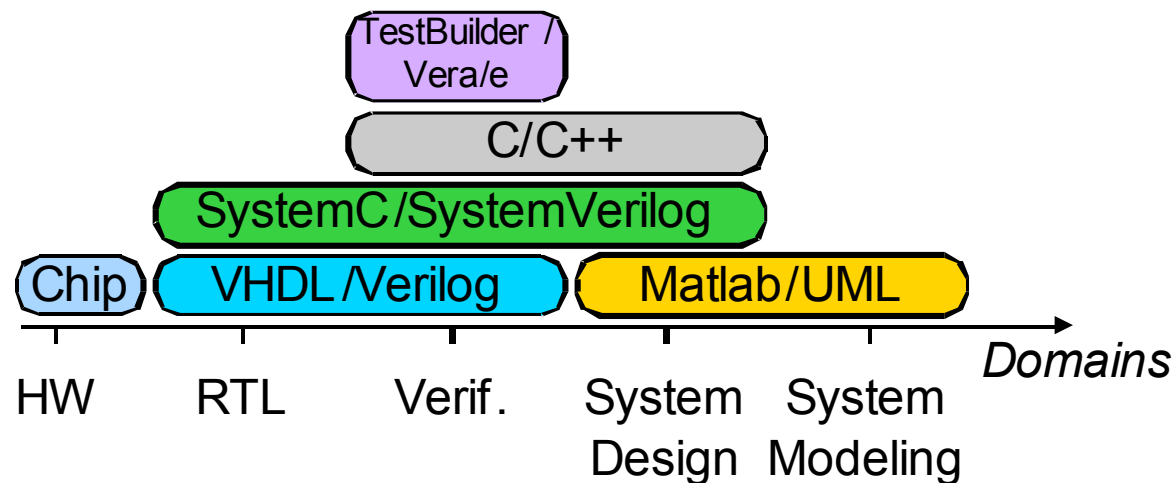 TestBuilder /
Vera/e
C/C++
SystemC/SystemVerilog
Chip
VHDL/Verilog
Matlab/UML
Domains
HW
RTL
Verif.
System
Design
System
Modeling